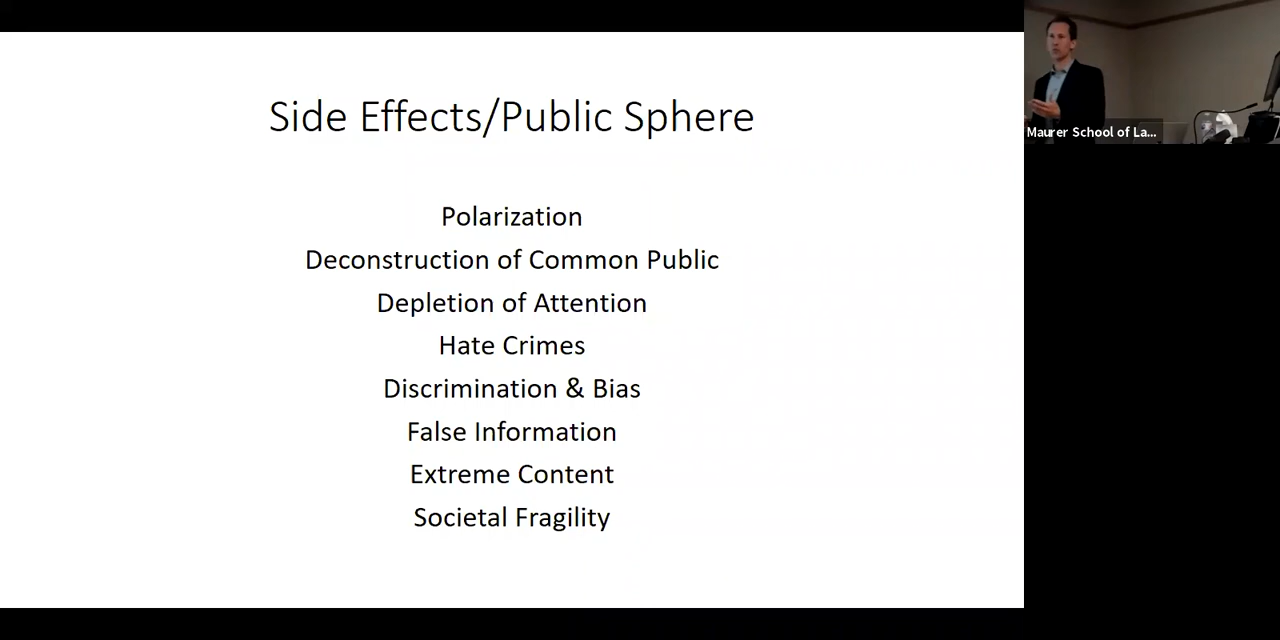 Side Effects/Public Sphere
Polarization
Deconstruction of Common Public
Depletion of Attention
Hate Crimes
Discrimination & Bias
False Information
Extreme Content
Societal Fragility
Maurer School of La...